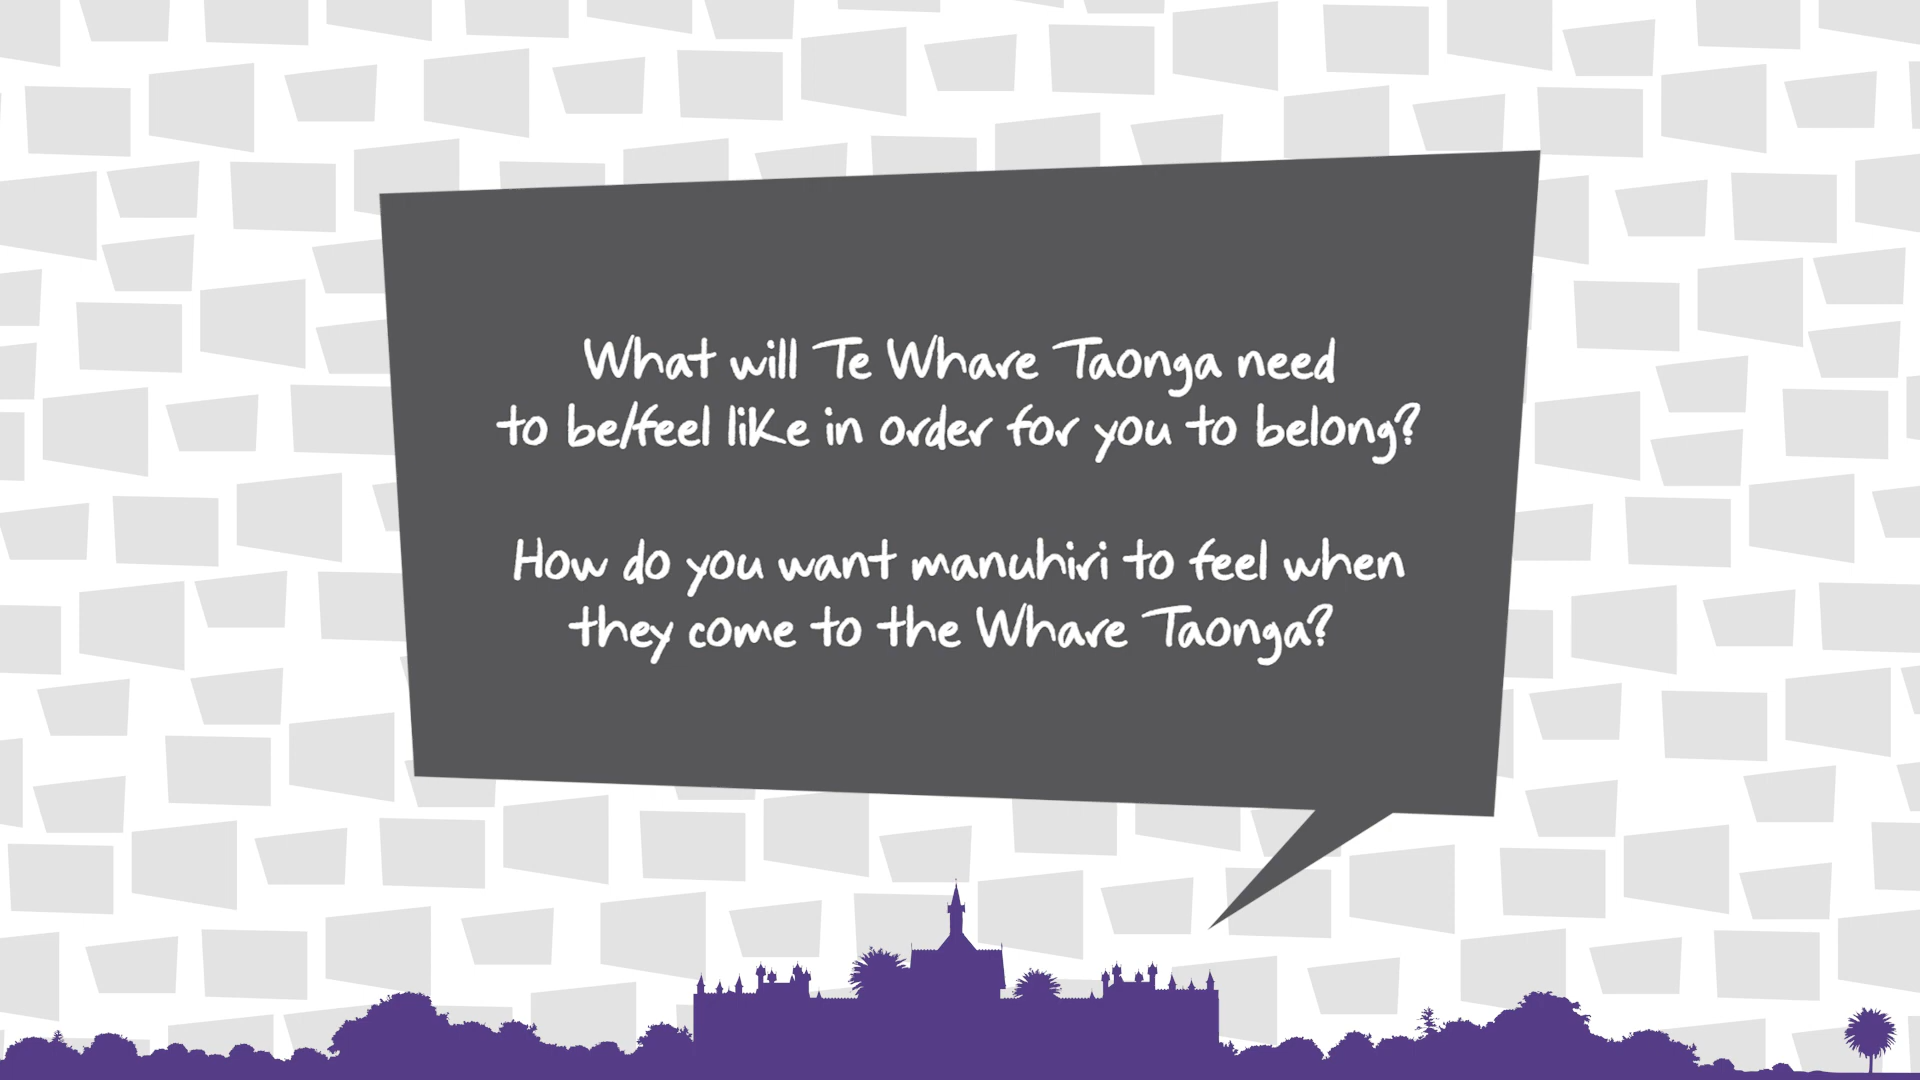 What will Te Whare Taonga need
to be/feel like in order for you to belong?
How do you want manuhiri to feel when
they come to the Whare Taonga?